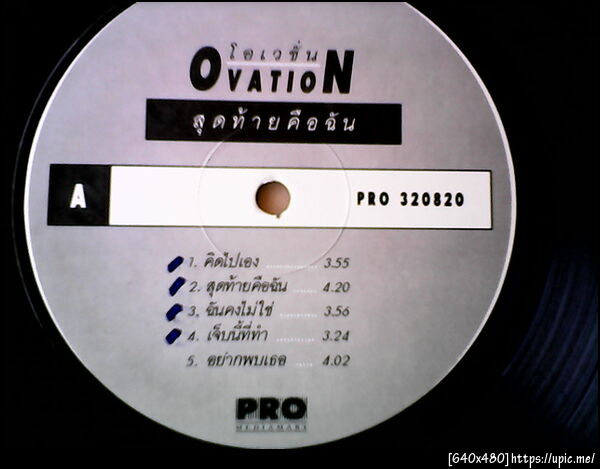 โอเวชั่น
OVATION
สุดท้ายคือฉัน
A PRO 320820
1. คิดไปเอง ............ 3.55
2. สุดท้ายคือฉัน ...... 4.20
3. ฉันคงไม่ใช่ ......... 3.56
4. เจ็บนี้ที่ทำ .......... 3.24
5. อย่ากพบเธอ ..... 4.02
PRO
MEDIAMART
[640x480]https://upic.me/